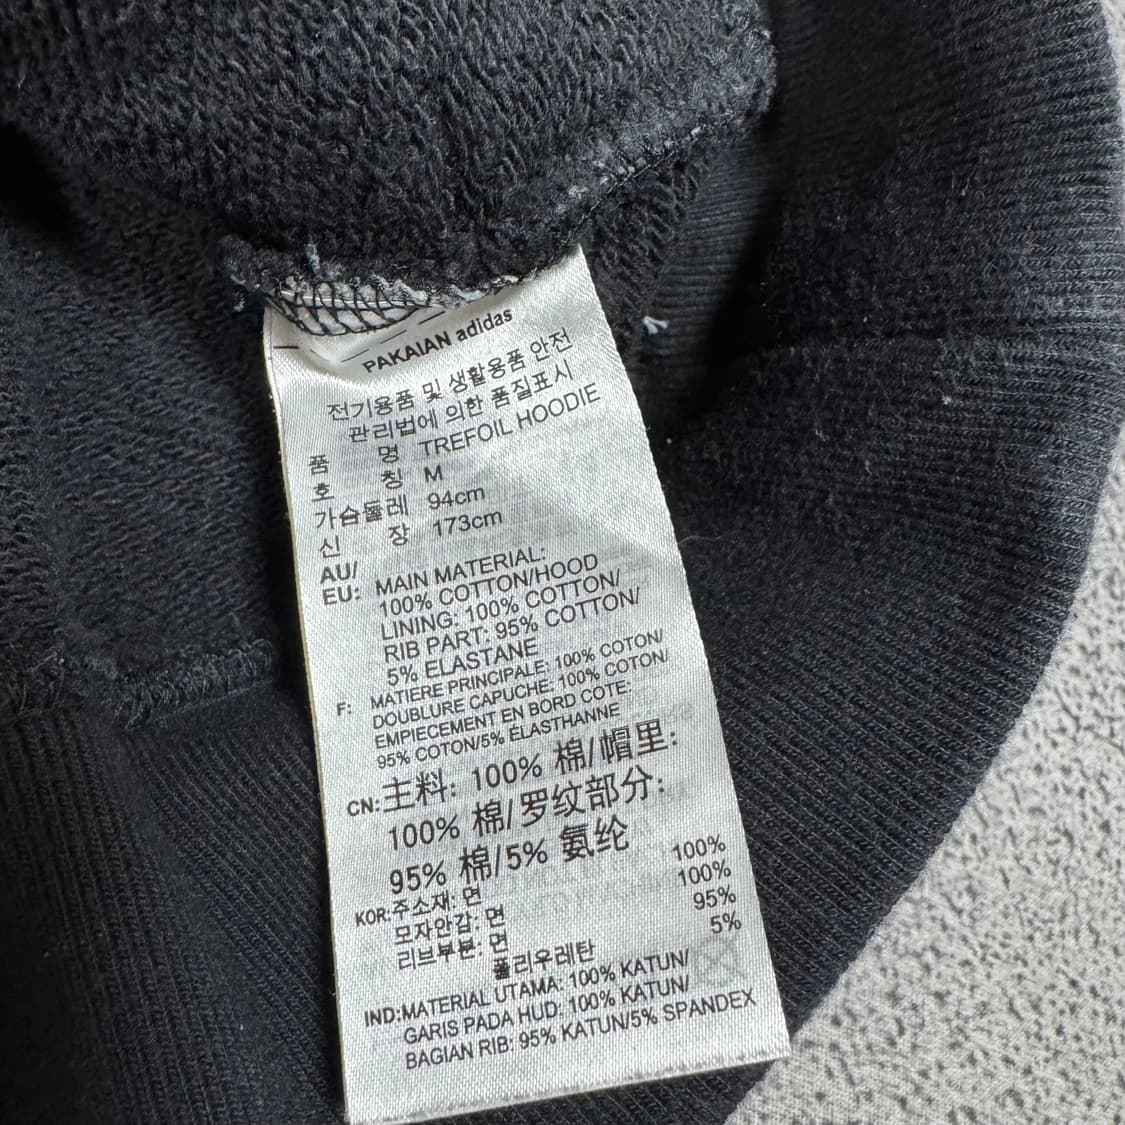 PAKAIAN adidas
전기용품 및 생활용품 안전
관리법에 의한 품질표시
품 명 TREFOIL HOODIE
호 칭 M
가슴둘레 94cm
신 장 173cm
AU/
EU: MAIN MATERIAL:
100% COTTON/HOOD
LINING: 100% COTTON/
RIB PART: 95% COTTON/
5% ELASTANE
F: MATIERE PRINCIPALE: 100% COTON/
DOUBLURE CAPUCHE: 100% COTON/
EMPIECEMENT EN BORD COTE:
95% COTON/5% ÉLASTHANNE
CN:主料: 100% 棉/帽里:
100% 棉/罗纹部分:
95% 棉/5% 氨纶
KOR:주소재: 면 100%
모자안감: 면 100%
리브부분: 면 95%
폴리우레탄 5%
IND:MATERIAL UTAMA: 100% KATUN/
GARIS PADA HUD: 100% KATUN/
BAGIAN RIB: 95% KATUN/5% SPANDEX